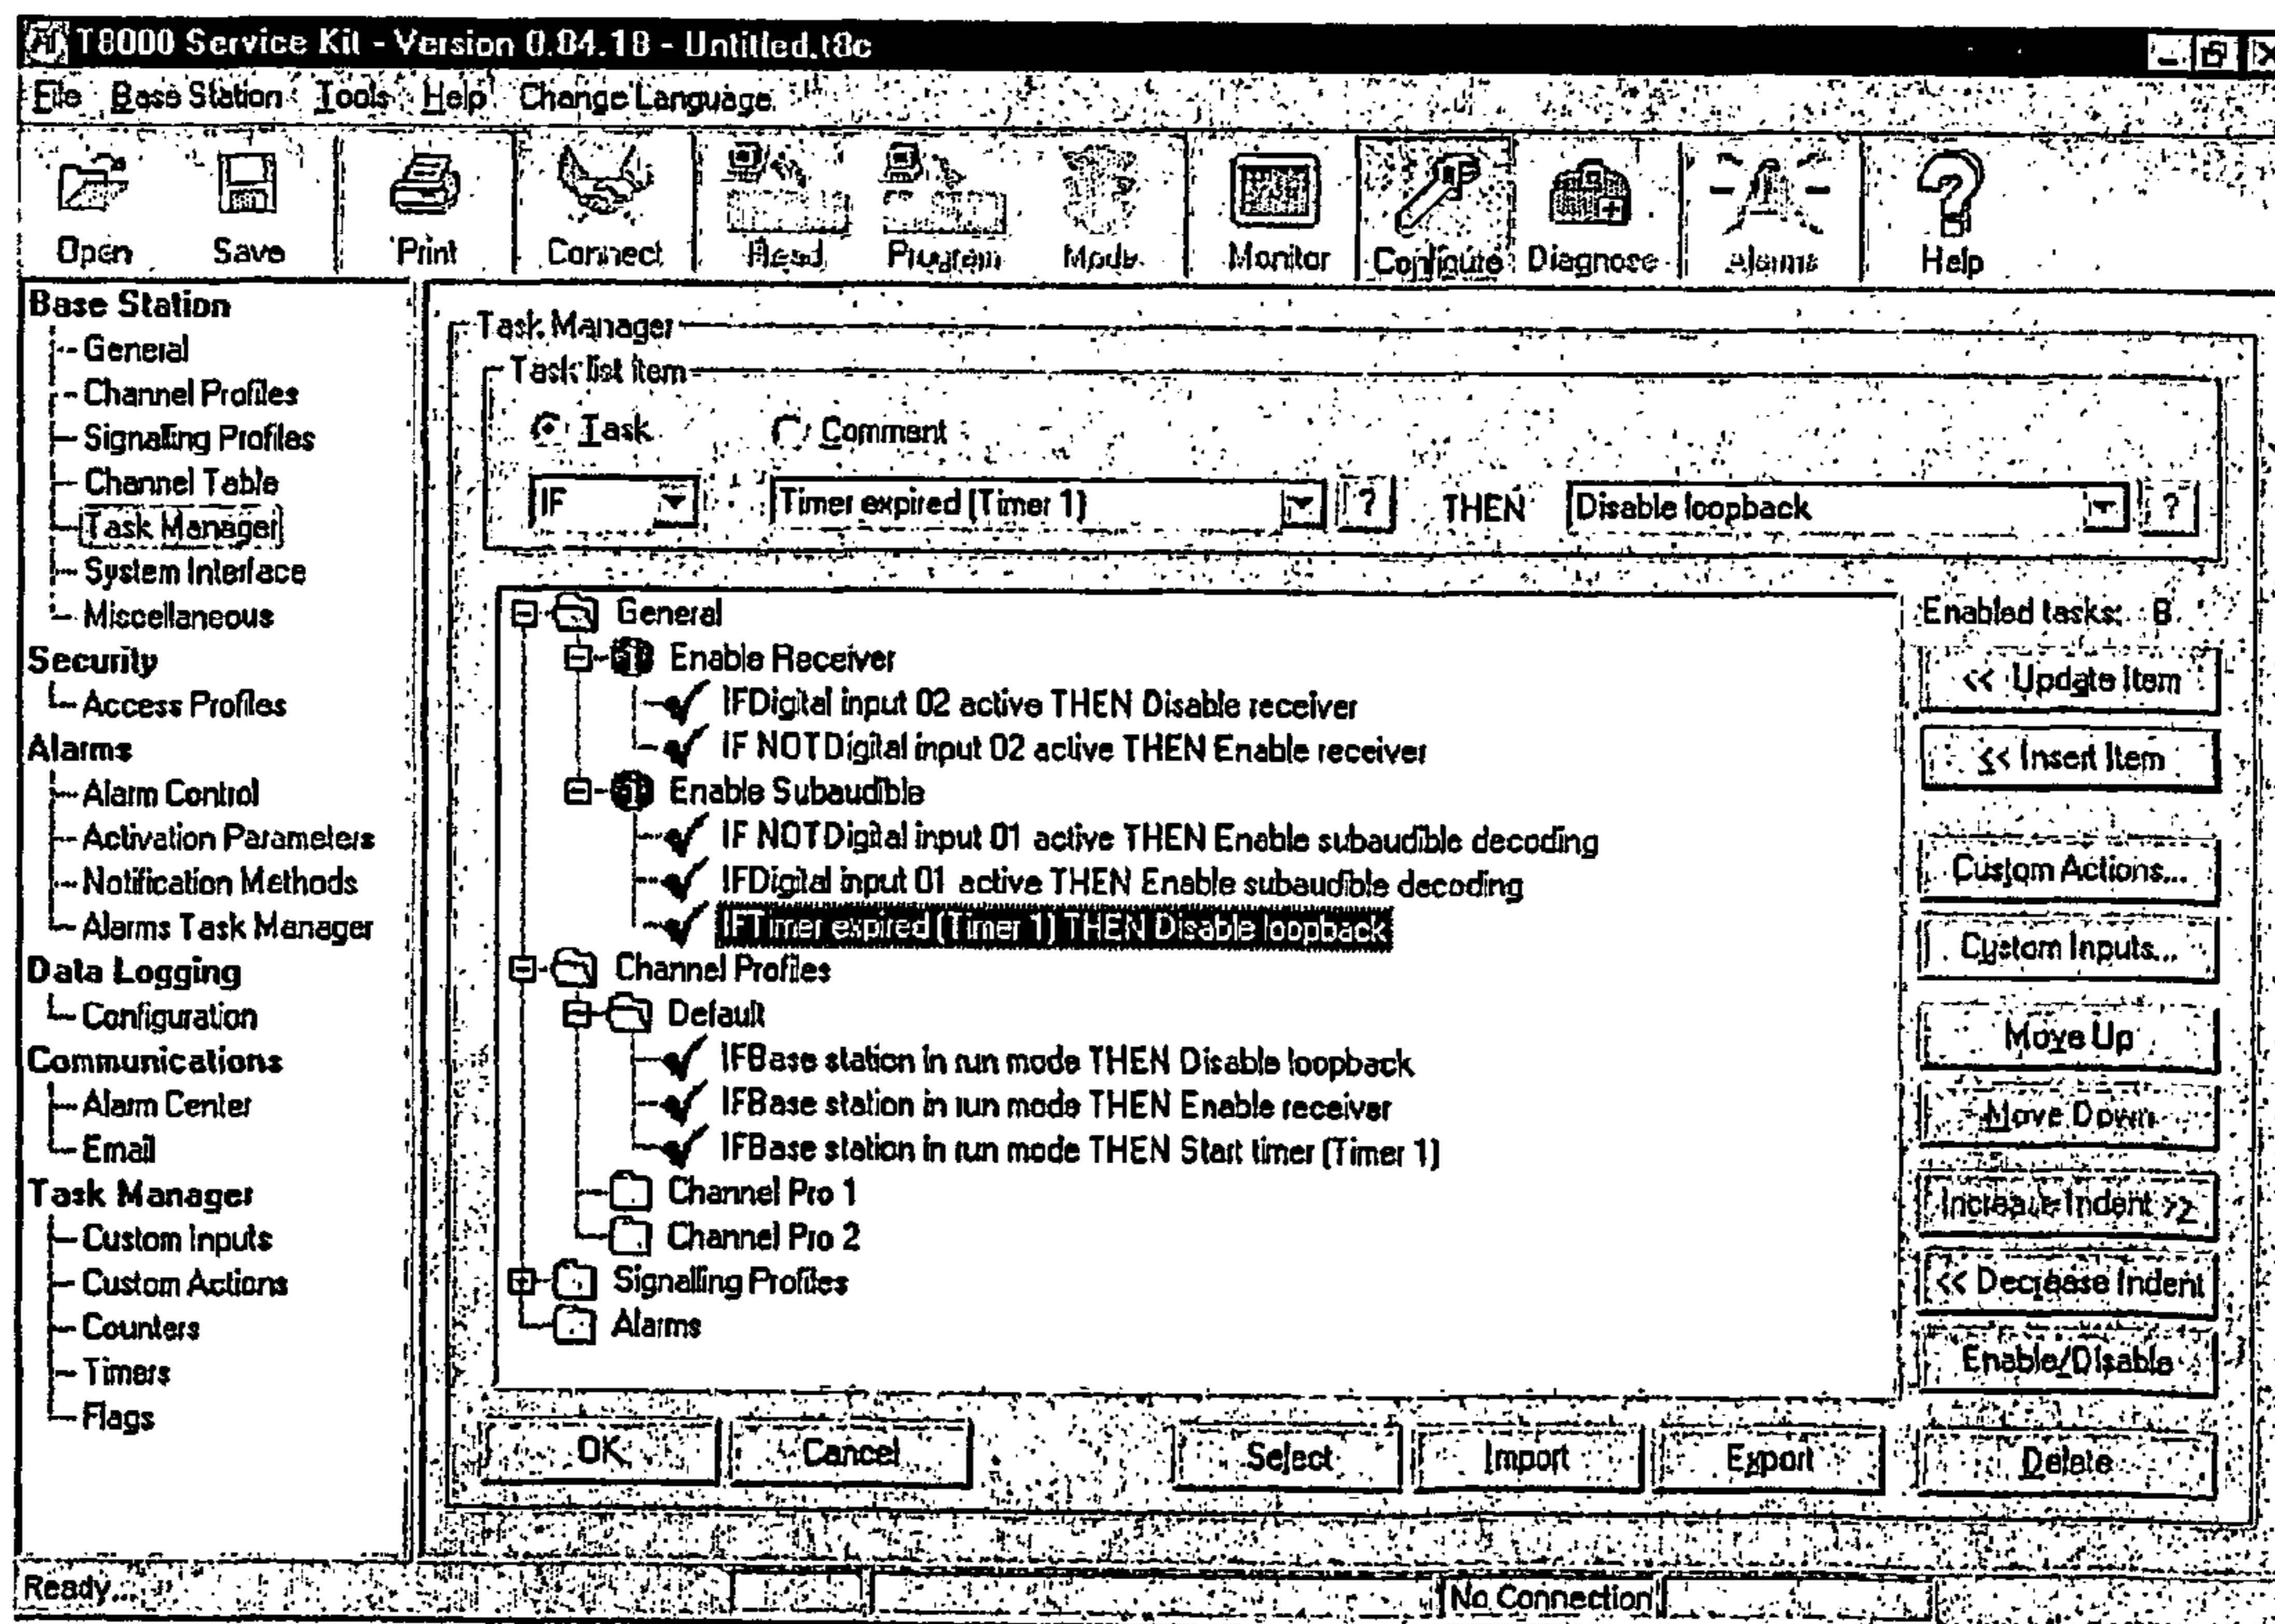 T8000 Service Kit - Version 0.84.18 - Untitled.t8c
File Base Station Tools Help Change Language
Open Save Print Connect Read Program Mode Monitor Configure Diagnose Alarms Help
Base Station
General
Channel Profiles
Signalling Profiles
Channel Table
Task Manager
System Interface
Miscellaneous
Security
Access Profiles
Alarms
Alarm Control
Activation Parameters
Notification Methods
Alarms Task Manager
Data Logging
Configuration
Communications
Alarm Center
Email
Task Manager
Custom Inputs
Custom Actions
Counters
Timers
Flags
Task Manager
Task list item
Task Comment
IF Timer expired (Timer 1) ? THEN Disable loopback ?
General
Enable Receiver
IFDigital input 02 active THEN Disable receiver
IF NOTDigital input 02 active THEN Enable receiver
Enable Subaudible
IF NOTDigital input 01 active THEN Enable subaudible decoding
IFDigital input 01 active THEN Enable subaudible decoding
IFTimer expired (Timer 1) THEN Disable loopback
Channel Profiles
Default
IFBase station in run mode THEN Disable loopback
IFBase station in run mode THEN Enable receiver
IFBase station in run mode THEN Start timer (Timer 1)
Channel Pro 1
Channel Pro 2
Signalling Profiles
Alarms
Enabled tasks: 8
<< Update Item
<< Insert Item
Custom Actions...
Custom Inputs...
Move Up
Move Down
Increase Indent >>
<< Decrease Indent
Enable/Disable
OK Cancel Select Import Export Delete
Ready... No Connection